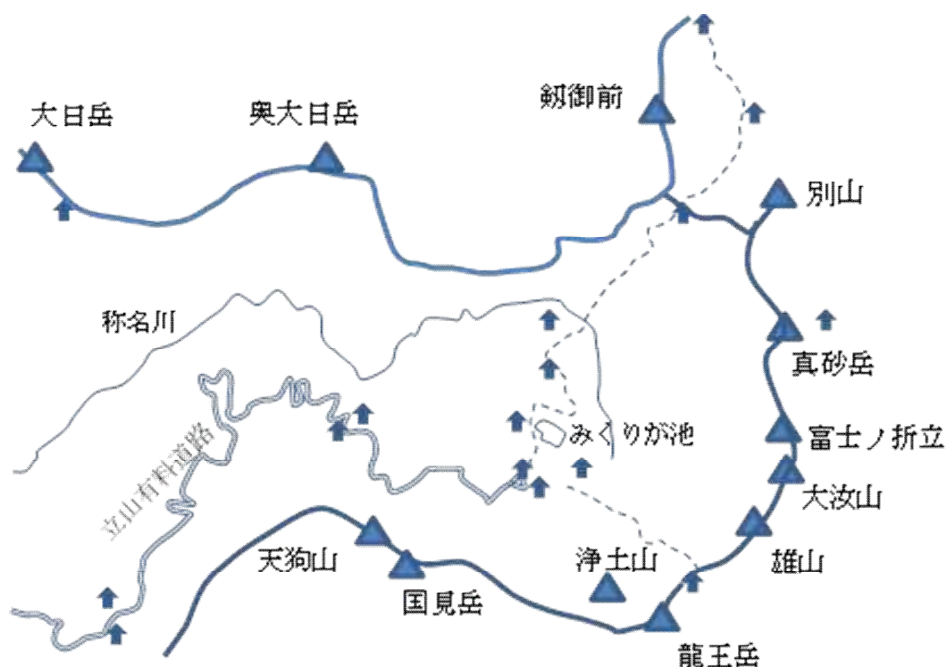 剱御前
大日岳
奥大日岳
別山
称名川
真砂岳
みくりが池
富士ノ折立
大汝山
立山有料道路
天狗山
浄土山
雄山
国見岳
龍王岳